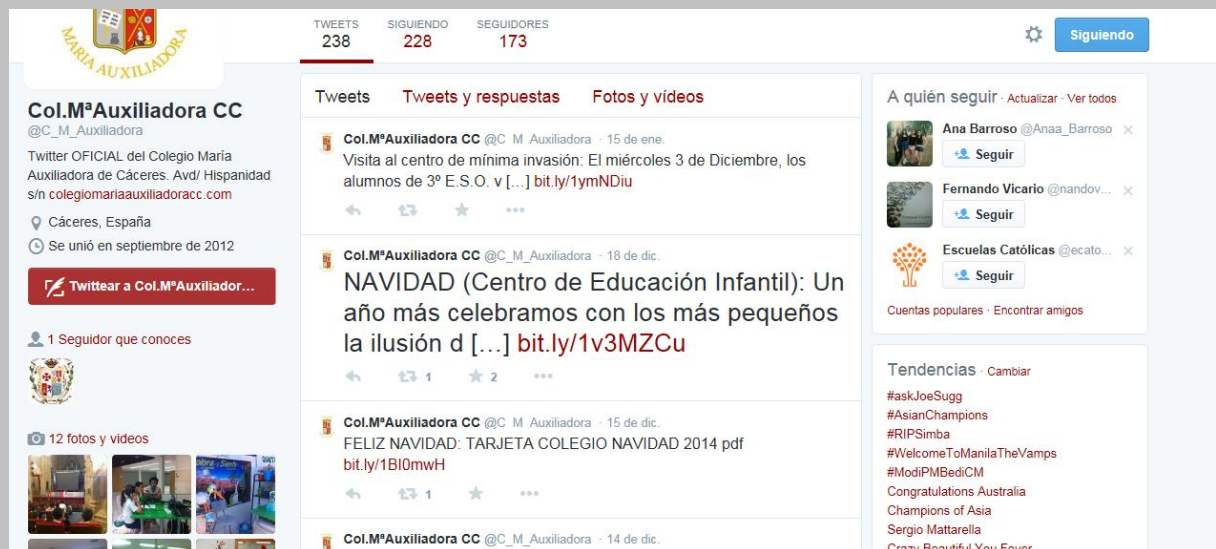 MARIA AUXILIADORA
TWEETS
238
SIGUIENDO
228
SEGUIDORES
173
Siguiendo
Col.MªAuxiliadora CC
@C_M_Auxiliadora
Twitter OFICIAL del Colegio María
Auxiliadora de Cáceres. Avd/ Hispanidad
s/n colegiomariaauxiliadoracc.com
Cáceres, España
Se unió en septiembre de 2012
Twittear a Col.MªAuxiliador...
1 Seguidor que conoces
12 fotos y videos
Tweets Tweets y respuestas Fotos y vídeos
Col.MªAuxiliadora CC @C_M_Auxiliadora · 15 de ene.
Visita al centro de mínima invasión: El miércoles 3 de Diciembre, los
alumnos de 3º E.S.O. v [...] bit.ly/1ymNDiu
Col.MªAuxiliadora CC @C_M_Auxiliadora · 18 de dic.
NAVIDAD (Centro de Educación Infantil): Un
año más celebramos con los más pequeños
la ilusión d [...] bit.ly/1v3MZCu
1 2
Col.MªAuxiliadora CC @C_M_Auxiliadora · 15 de dic.
FELIZ NAVIDAD: TARJETA COLEGIO NAVIDAD 2014 pdf
bit.ly/1BI0mwH
1
Col.MªAuxiliadora CC @C_M_Auxiliadora · 14 de dic.
A quién seguir · Actualizar · Ver todos
Ana Barroso @Anaa_Barroso
Seguir
Fernando Vicario @nandov...
Seguir
Escuelas Católicas @ecato...
Seguir
Cuentas populares · Encontrar amigos
Tendencias · Cambiar
#askJoeSugg
#AsianChampions
#RIPSimba
#WelcomeToManilaTheVamps
#ModiPMBediCM
Congratulations Australia
Champions of Asia
Sergio Mattarella
Crazy Beautiful You Fever